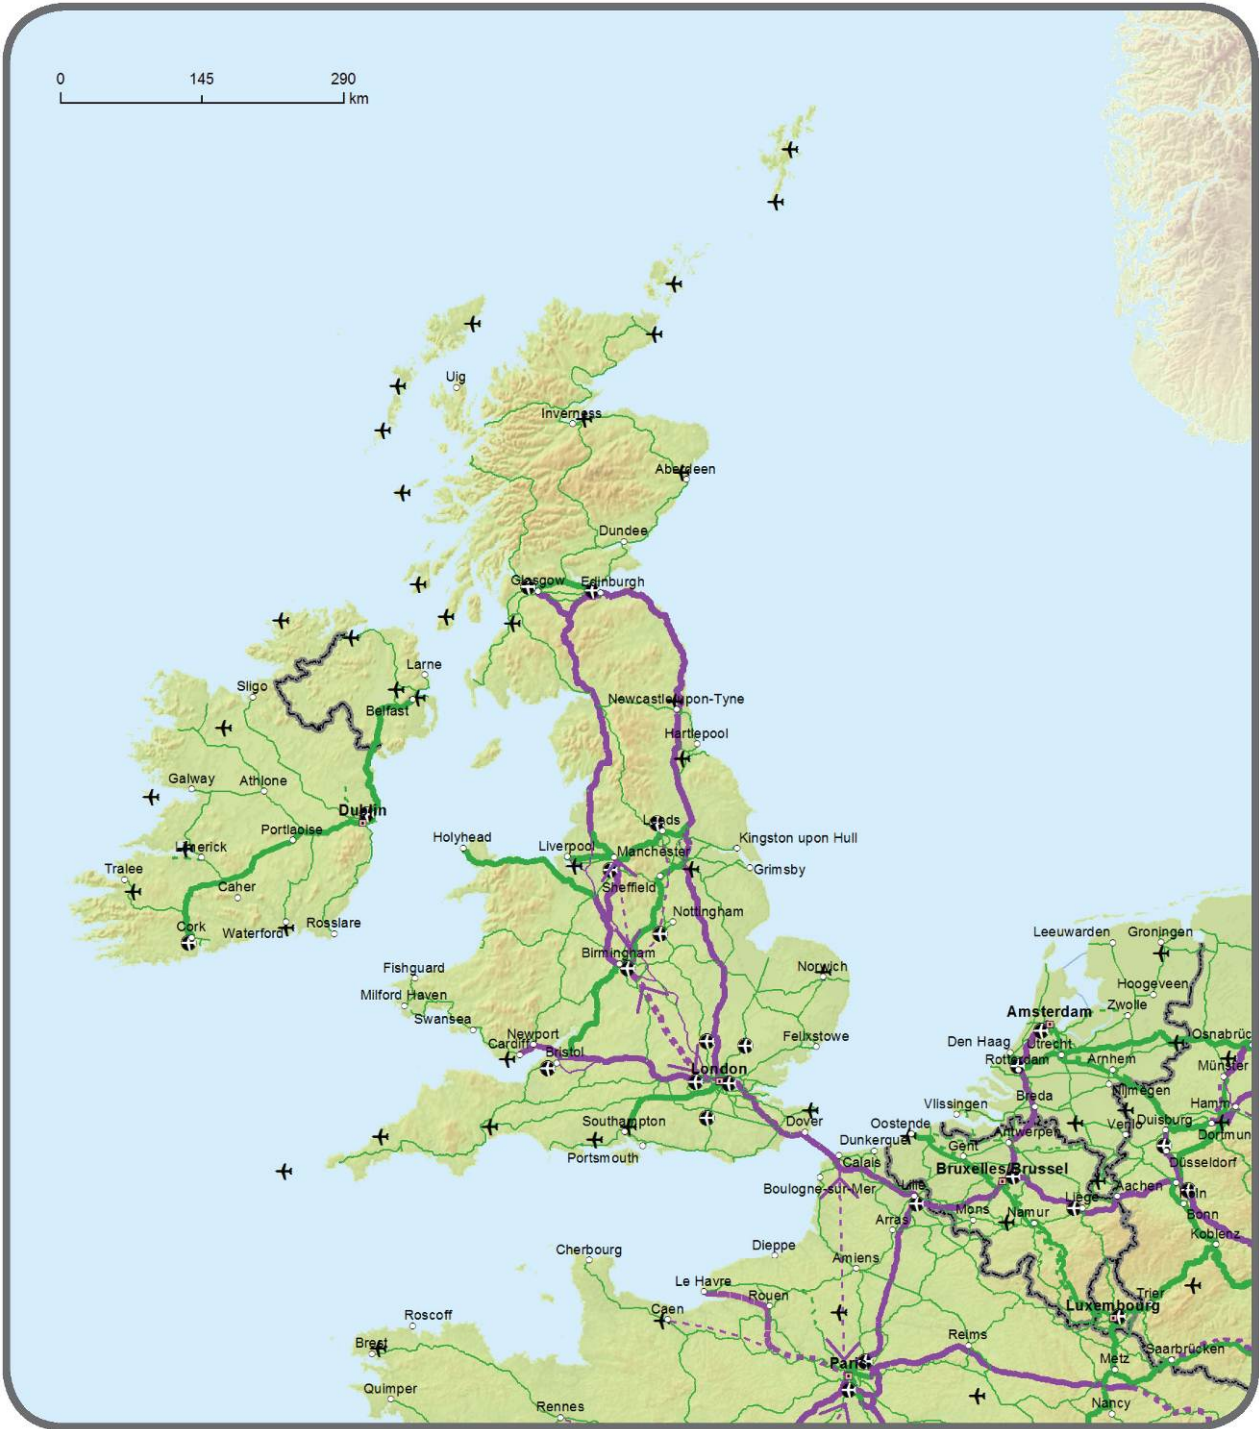 0 145 290
km
Uig
Inverness
Aberdeen
Dundee
Glasgow
Edinburgh
Larne
Sligo
Belfast
Newcastle-upon-Tyne
Hartlepool
Galway
Athlone
Dublin
Portlaoise
Limerick
Tralee
Caher
Cork
Waterford
Rosslare
Holyhead
Leeds
Liverpool
Manchester
Kingston upon Hull
Grimsby
Sheffield
Nottingham
Birmingham
Norwich
Fishguard
Milford Haven
Swansea
Newport
Cardiff
Bristol
Felixstowe
London
Southampton
Portsmouth
Dover
Leeuwarden
Groningen
Hoogeveen
Zwolle
Amsterdam
Den Haag
Utrecht
Osnabrüc
Rotterdam
Arnhem
Münster
Nijmegen
Breda
Hamm
Vlissingen
Oostende
Duisburg
Venlo
Dortmun
Dunkerque
Gent
Antwerpen
Calais
Düsseldorf
Bruxelles/Brussel
Boulogne-sur-Mer
Lille
Liège
Aachen
Köln
Mons
Namur
Bonn
Arras
Koblenz
Cherbourg
Dieppe
Amiens
Le Havre
Rouen
Trier
Luxembourg
Caen
Roscoff
Brest
Reims
Paris
Metz
Saarbrücken
Quimper
Rennes
Nancy